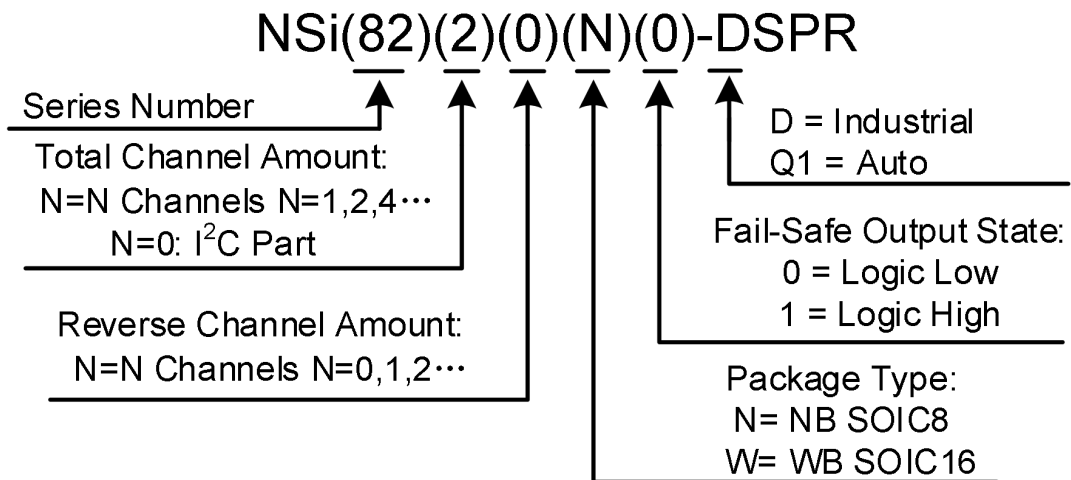 NSi(82)(2)(0)(N)(0)-DSPR
Series Number
Total Channel Amount:
N=N Channels N=1,2,4···
N=0: I²C Part
Reverse Channel Amount:
N=N Channels N=0,1,2···
D = Industrial
Q1 = Auto
Fail-Safe Output State:
0 = Logic Low
1 = Logic High
Package Type:
N= NB SOIC8
W= WB SOIC16